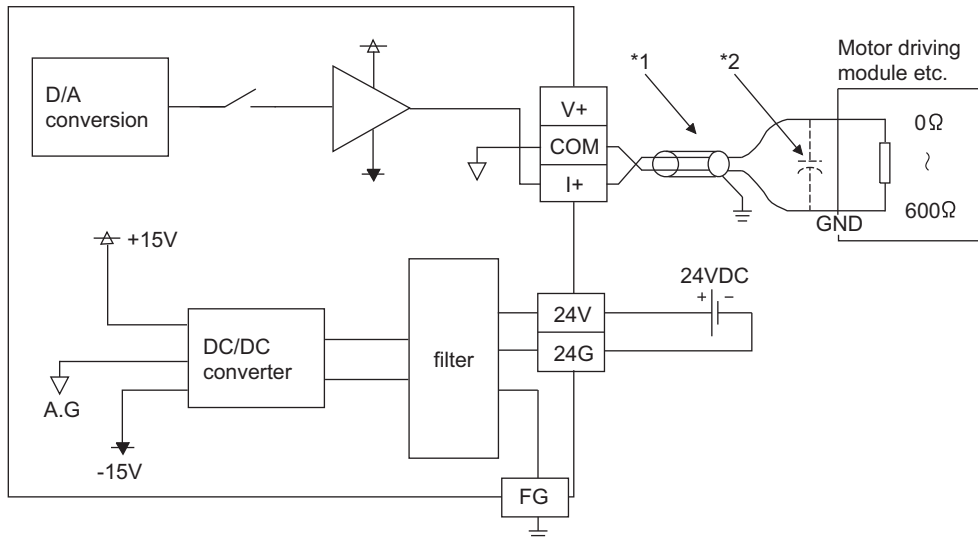 D/A
conversion
V+
COM
I+
*1
*2
Motor driving
module etc.
0Ω
~
600Ω
GND
+15V
DC/DC
converter
A.G
-15V
filter
24V
24G
24VDC
+ −
FG